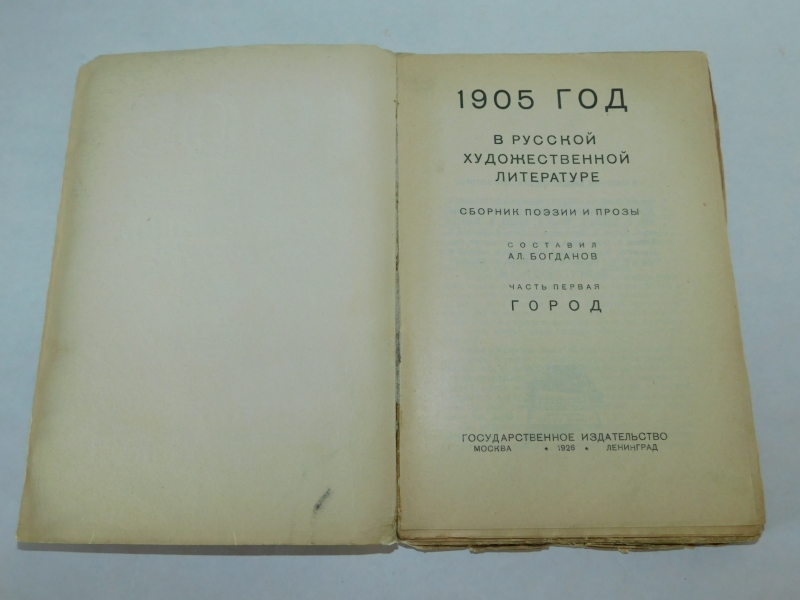 1905 ГОД
В РУССКОЙ
ХУДОЖЕСТВЕННОЙ
ЛИТЕРАТУРЕ
СБОРНИК ПОЭЗИИ И ПРОЗЫ
СОСТАВИЛ
АЛ. БОГДАНОВ
ЧАСТЬ ПЕРВАЯ
ГОРОД
ГОСУДАРСТВЕННОЕ ИЗДАТЕЛЬСТВО
МОСКВА • 1926 • ЛЕНИНГРАД